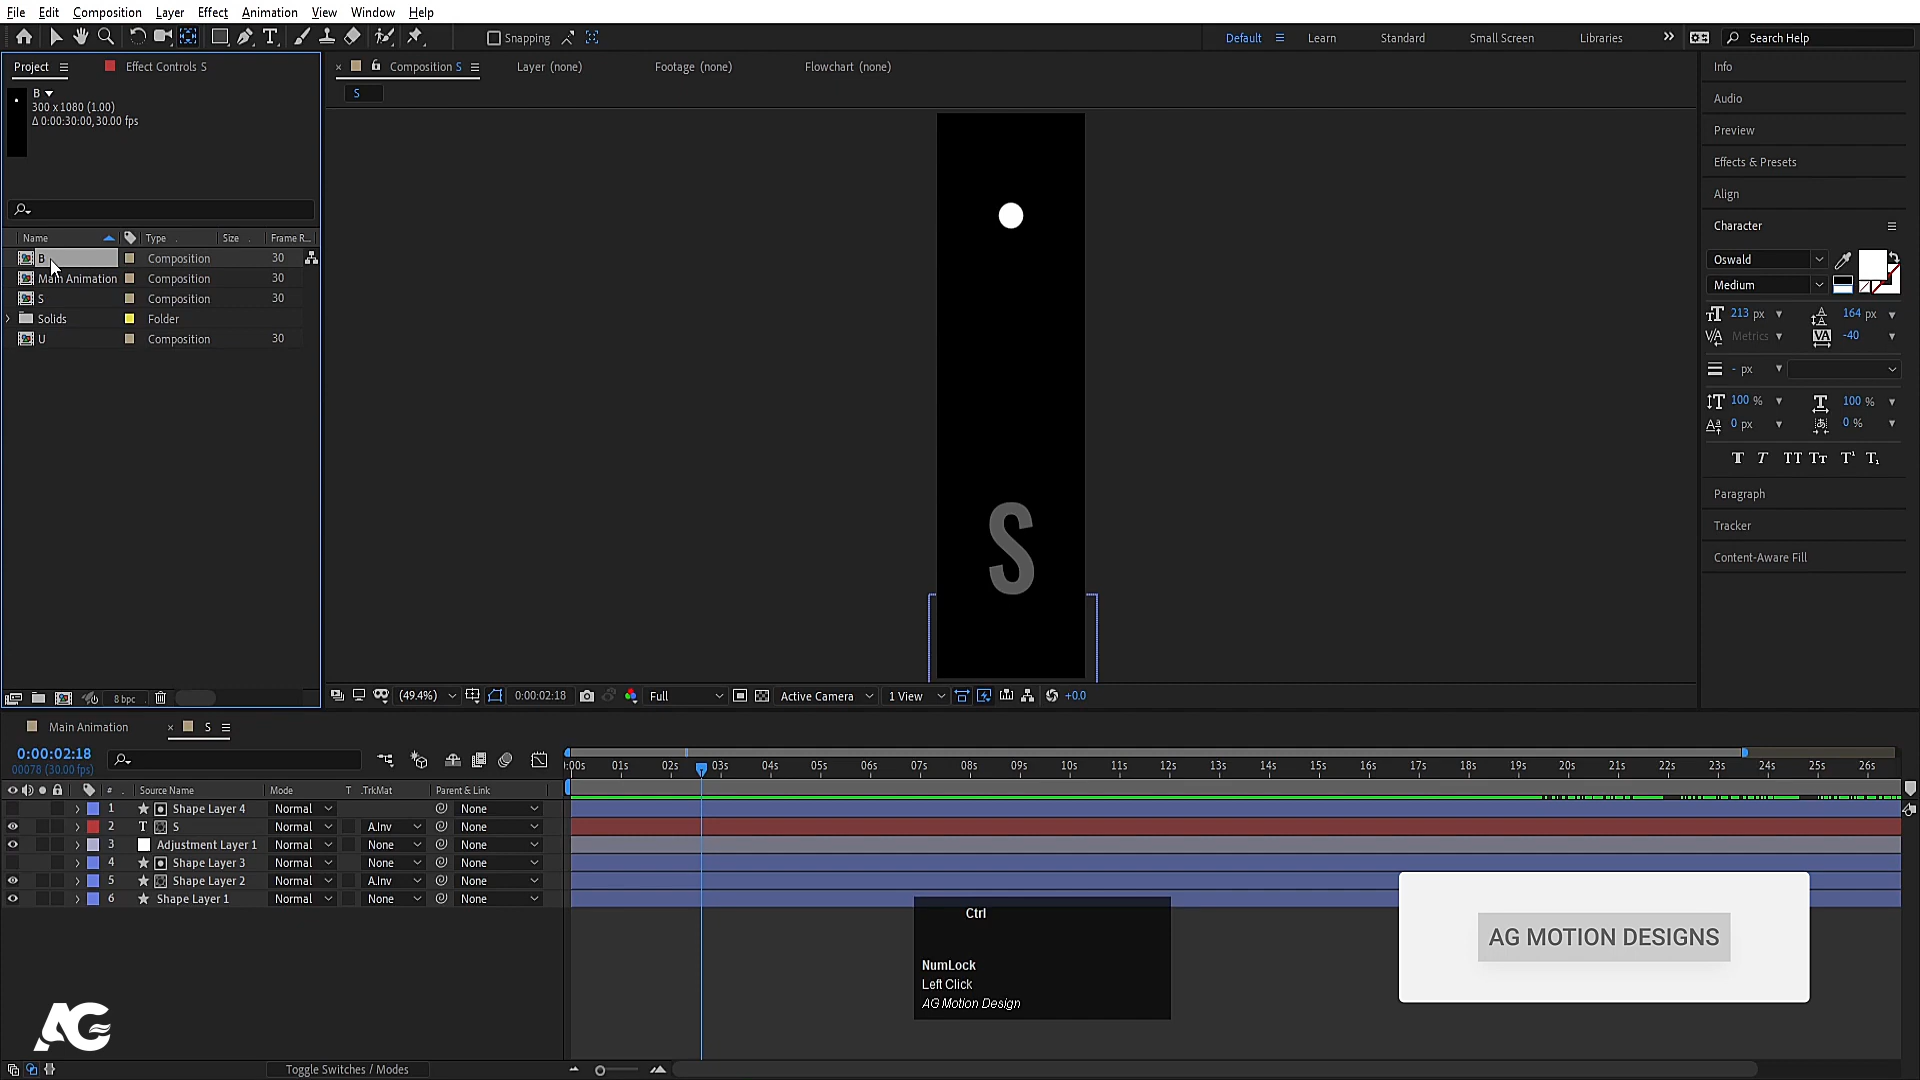 File Edit Composition Layer Effect Animation View Window Help
Snapping
Default Learn Standard Small Screen Libraries Search Help
Project Effect Controls S
Composition S Layer (none) Footage (none) Flowchart (none)
S
B
300 x 1080 (1.00)
Δ 0:00:30:00, 30.00 fps
Name Type Size Frame R...
B Composition 30
Main Animation Composition 30
S Composition 30
Solids Folder
U Composition 30
8 bpc
S
(49.4%) 0:00:02:18 Full Active Camera 1 View +0.0
Info
Audio
Preview
Effects & Presets
Align
Character
Oswald
Medium
213 px 164 px
Metrics -40
- px
100 % 100 %
0 px 0 %
T T TT Tr T¹ T₁
Paragraph
Tracker
Content-Aware Fill
Main Animation S
0:00:02:18
00078 (30.00 fps)
:00s 01s 02s 03s 04s 05s 06s 07s 08s 09s 10s 11s 12s 13s 14s 15s 16s 17s 18s 19s 20s 21s 22s 23s 24s 25s 26s
# Source Name Mode T .TrkMat Parent & Link
1 Shape Layer 4 Normal None
2 T S Normal A.Inv None
3 Adjustment Layer 1 Normal None None
4 Shape Layer 3 Normal None None
5 Shape Layer 2 Normal A.Inv None
6 Shape Layer 1 Normal None None
Ctrl
NumLock
Left Click
AG Motion Design
AG MOTION DESIGNS
AG
Toggle Switches / Modes